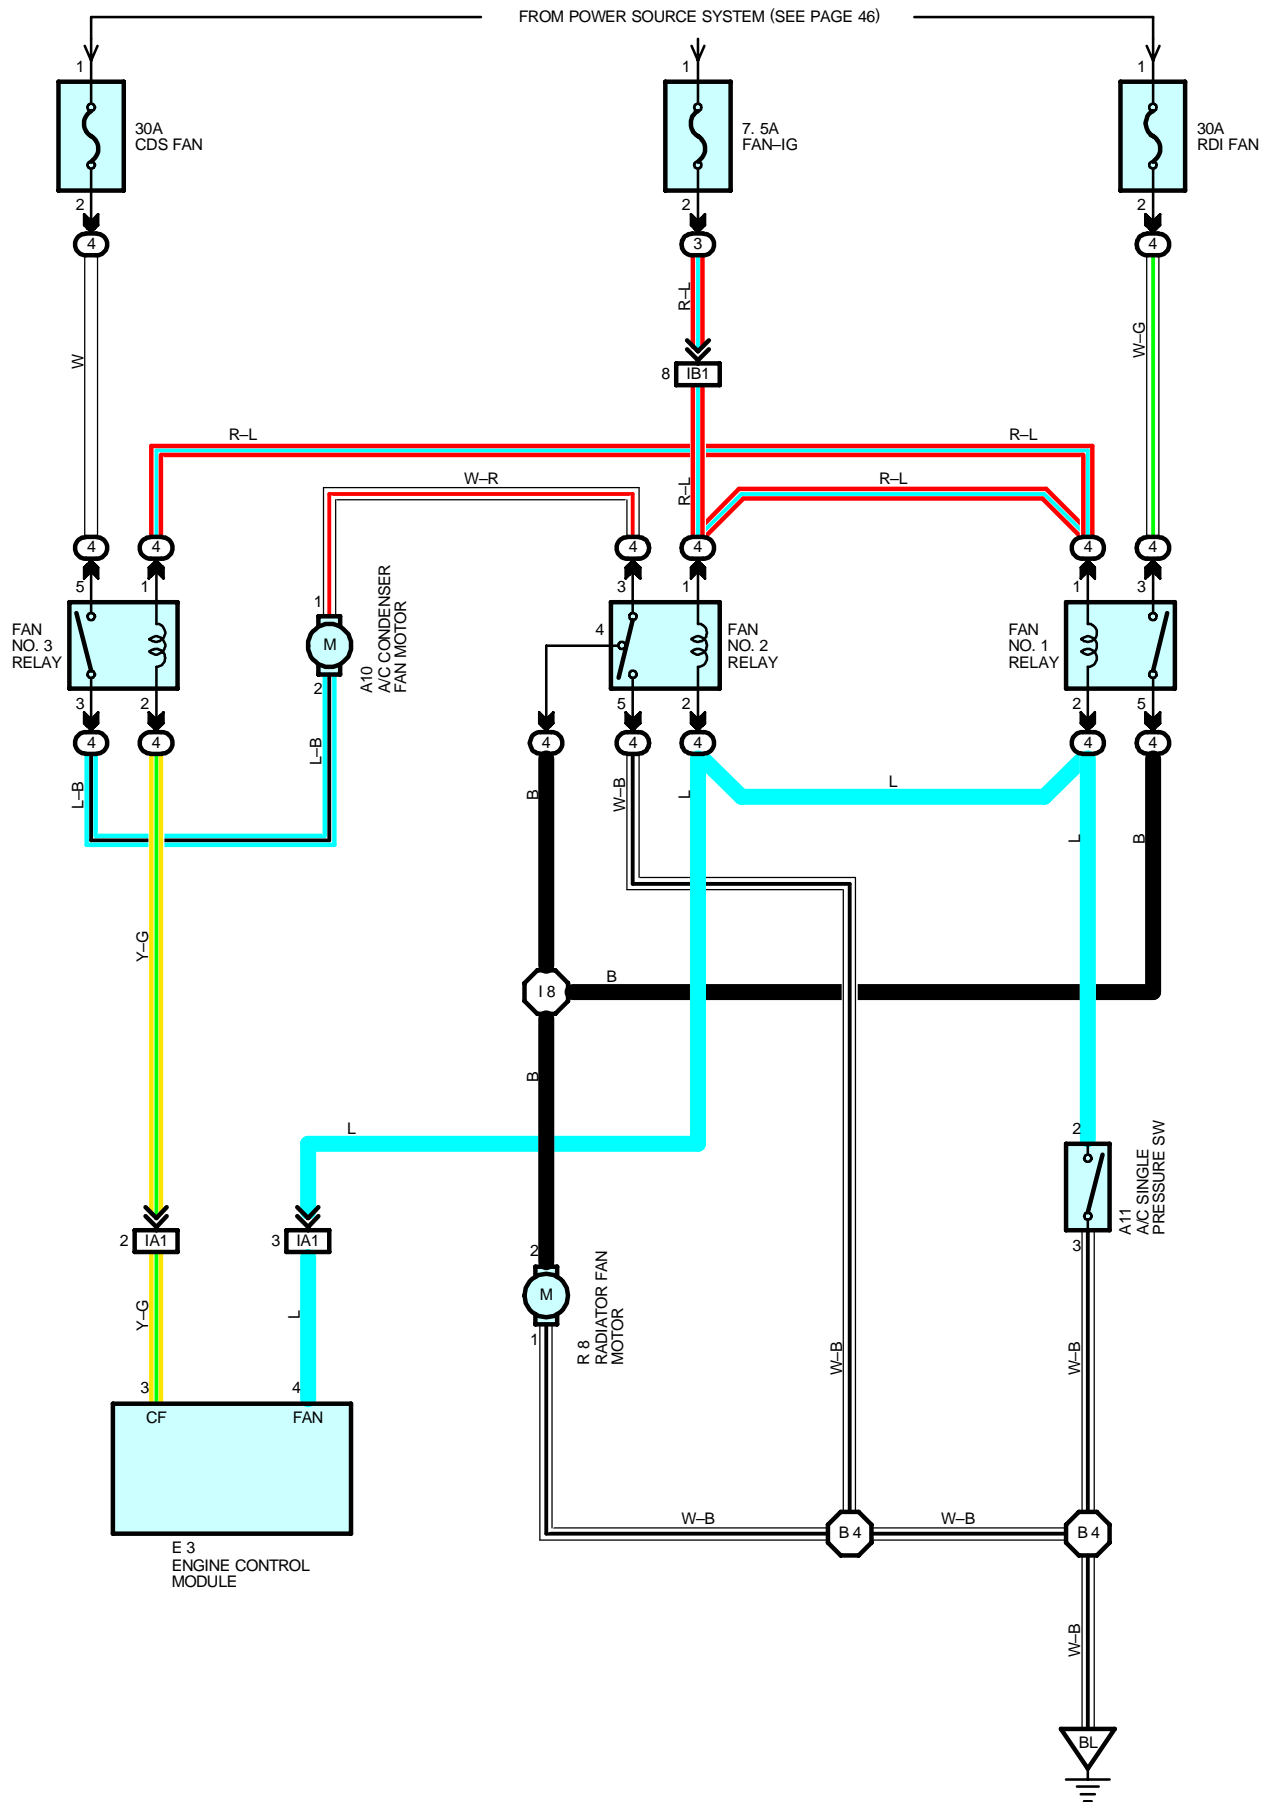 FROM POWER SOURCE SYSTEM (SEE PAGE 46)
1
1
1
30A
CDS FAN
7. 5A
FAN–IG
30A
RDI FAN
2
2
2
4
3
4
R–L
W
W–G
8
IB1
R–L
R–L
W–R
R–L
R–L
4
4
4
4
4
4
5
1
3
1
1
3
FAN
NO. 3
RELAY
1
M
2
A10
A/C CONDENSER
FAN MOTOR
4
FAN
NO. 2
RELAY
FAN
NO. 1
RELAY
3
2
5
2
2
5
4
4
4
4
4
4
4
L–B
L–B
B
W–B
L
L
L
B
Y–G
I 8
B
B
L
2
A11
A/C SINGLE
PRESSURE SW
3
2
IA1
3
IA1
2
M
1
R 8
RADIATOR FAN
MOTOR
Y–G
L
W–B
W–B
3
4
CF
FAN
E 3
ENGINE CONTROL
MODULE
W–B
B 4
W–B
B 4
W–B
BL